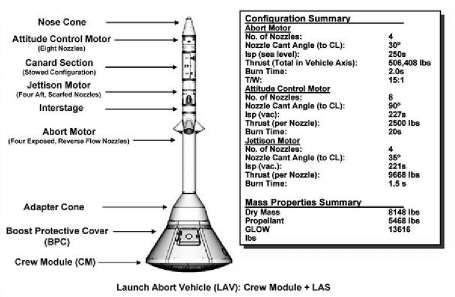 Nose Cone
Attitude Control Motor
(Eight Nozzles)
Canard Section
(Stowed Configuration)
Jettison Motor
(Four Aft, Scarfed Nozzles)
Interstage
Abort Motor
(Four Exposed, Reverse Flow Nozzles)
Adapter Cone
Boost Protective Cover
(BPC)
Crew Module (CM)
Configuration Summary
Abort Motor
No. of Nozzles: 4
Nozzle Cant Angle (to CL): 30º
Isp (sea level): 250s
Thrust (Total in Vehicle Axis): 506,408 lbs
Burn Time: 2.0s
T/W: 15:1
Attitude Control Motor
No. of Nozzles: 8
Nozzle Cant Angle (to CL): 90º
Isp (vac): 227s
Thrust (per Nozzle): 2500 lbs
Burn Time: 20s
Jettison Motor
No. of Nozzles: 4
Nozzle Cant Angle (to CL): 35º
Isp (vac.): 221s
Thrust (per Nozzle): 9668 lbs
Burn Time: 1.5 s
Mass Properties Summary
Dry Mass 8148 lbs
Propellant 5468 lbs
GLOW 13616
lbs
Launch Abort Vehicle (LAV): Crew Module + LAS